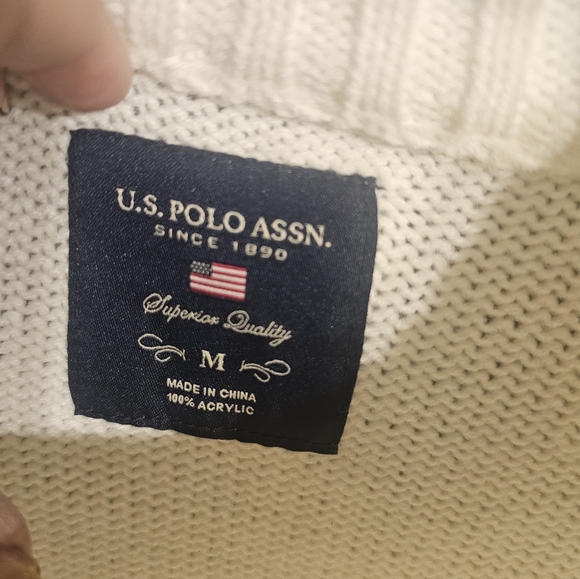 U.S. POLO ASSN.
SINCE 1890
Superior Quality
M
MADE IN CHINA
100% ACRYLIC